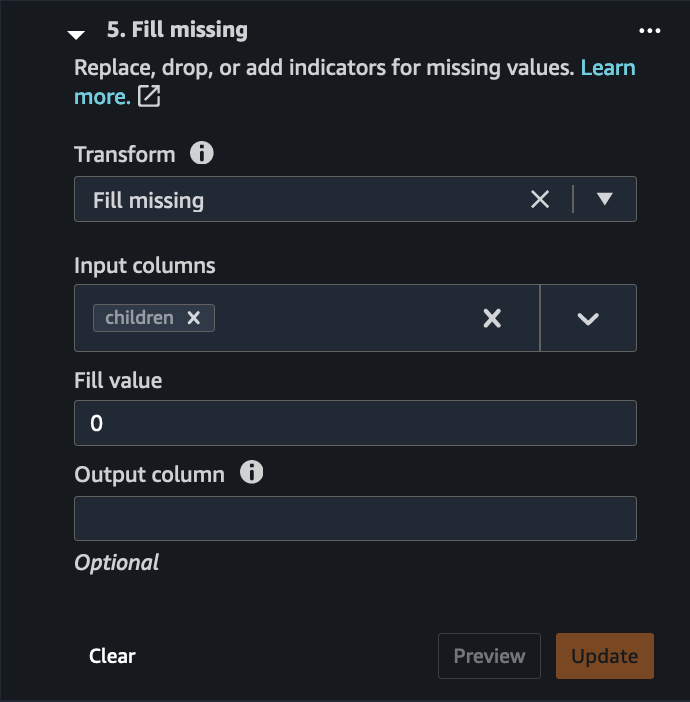 5. Fill missing
Replace, drop, or add indicators for missing values. Learn
more.
Transform
Fill missing
Input columns
children
Fill value
0
Output column
Optional
Clear
Preview
Update